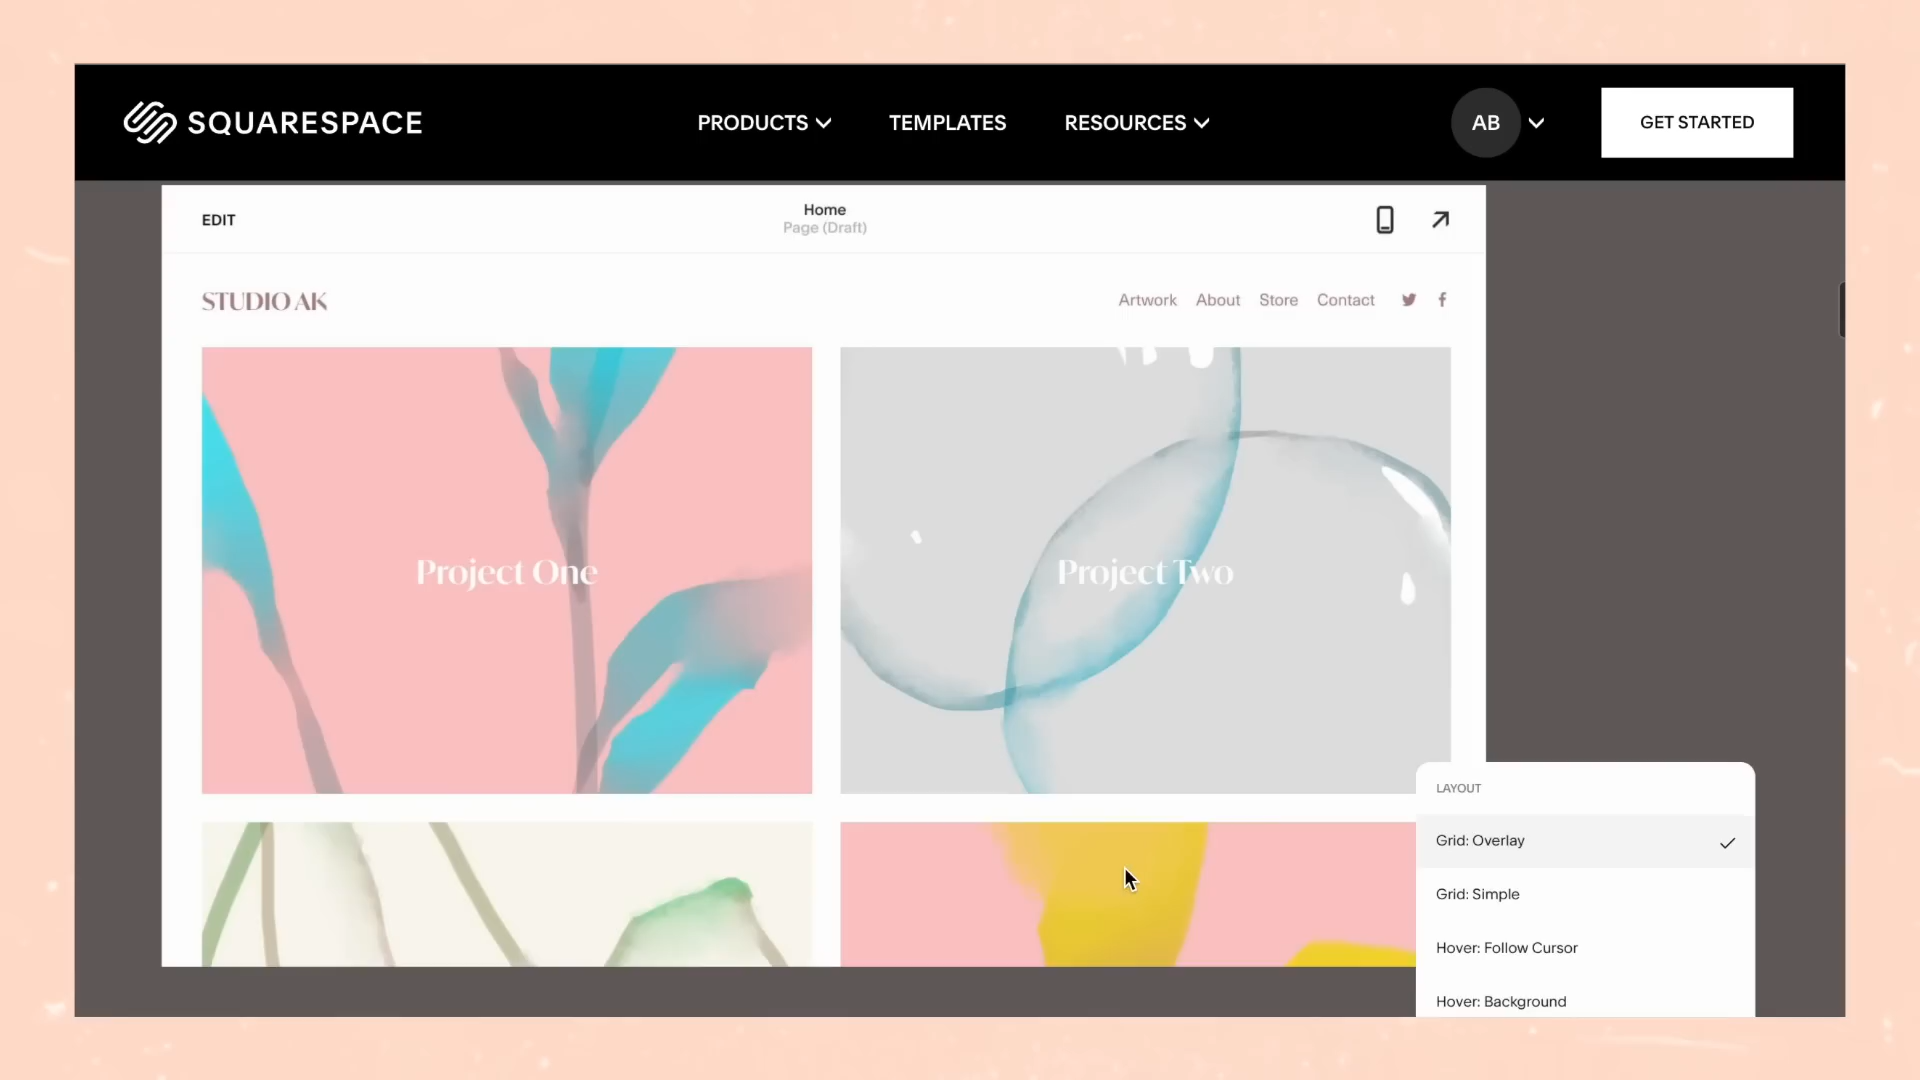 SQUARESPACE
PRODUCTS
TEMPLATES
RESOURCES
AB
GET STARTED
EDIT
Home
Page (Draft)
STUDIO AK
Artwork
About
Store
Contact
Project One
Project Two
LAYOUT
Grid: Overlay
Grid: Simple
Hover: Follow Cursor
Hover: Background